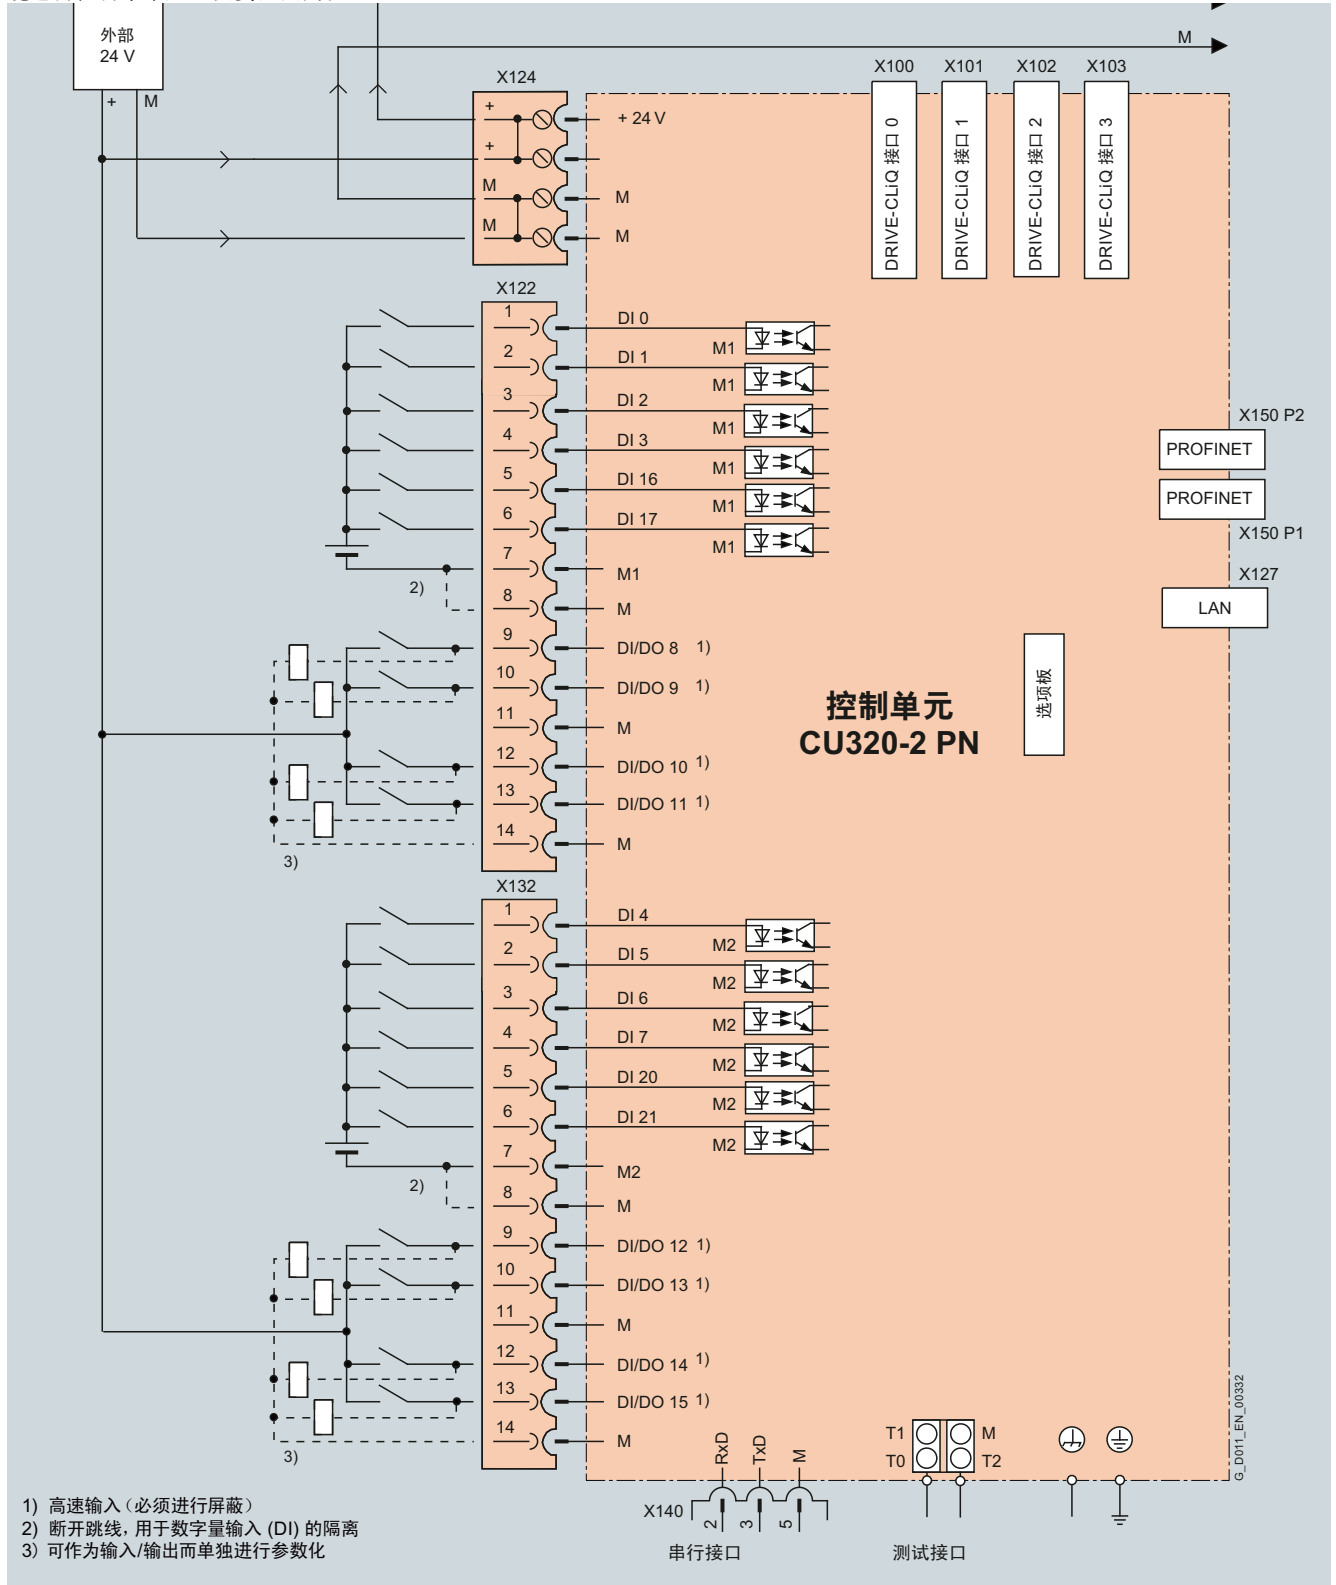 外部
24 V
+ M
M
X124
+
+
M
M
+ 24 V
M
M
X100 X101 X102 X103
DRIVE-CLiQ 接口 0
DRIVE-CLiQ 接口 1
DRIVE-CLiQ 接口 2
DRIVE-CLiQ 接口 3
X122
1 DI 0 M1
2 DI 1 M1
3 DI 2 M1
4 DI 3 M1
5 DI 16 M1
6 DI 17 M1
7 M1
2)
8 M
9 DI/DO 8 1)
10 DI/DO 9 1)
11 M
12 DI/DO 10 1)
13 DI/DO 11 1)
14 M
3)
X150 P2
PROFINET
PROFINET
X150 P1
X127
LAN
选项板
控制单元
CU320-2 PN
X132
1 DI 4 M2
2 DI 5 M2
3 DI 6 M2
4 DI 7 M2
5 DI 20 M2
6 DI 21 M2
7 M2
2)
8 M
9 DI/DO 12 1)
10 DI/DO 13 1)
11 M
12 DI/DO 14 1)
13 DI/DO 15 1)
14 M
3)
RxD TxD M
X140
2 3 5
串行接口
T1 M
T0 T2
测试接口
G_D011_EN_00332
1) 高速输入（必须进行屏蔽）
2) 断开跳线, 用于数字量输入 (DI) 的隔离
3) 可作为输入/输出而单独进行参数化